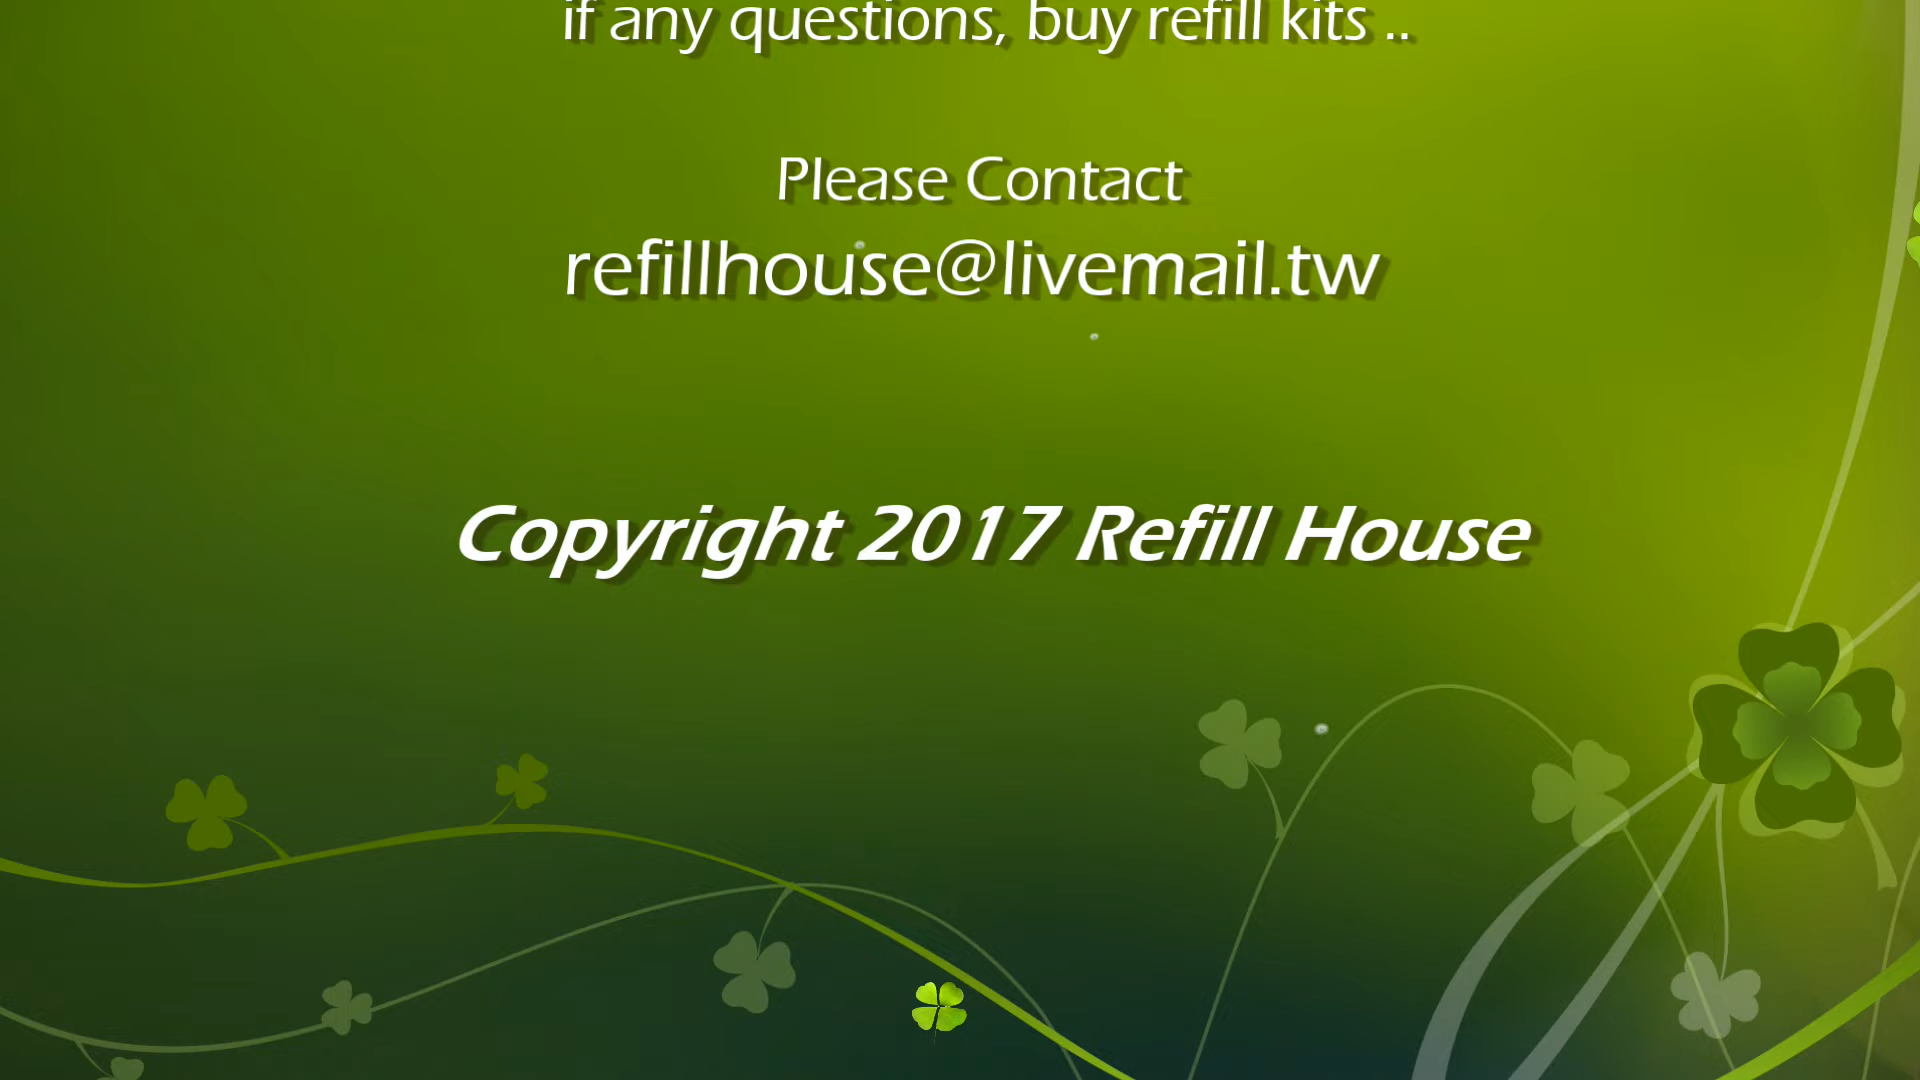 if any questions, buy refill kits ..
Please Contact
refillhouse@livemail.tw
Copyright 2017 Refill House